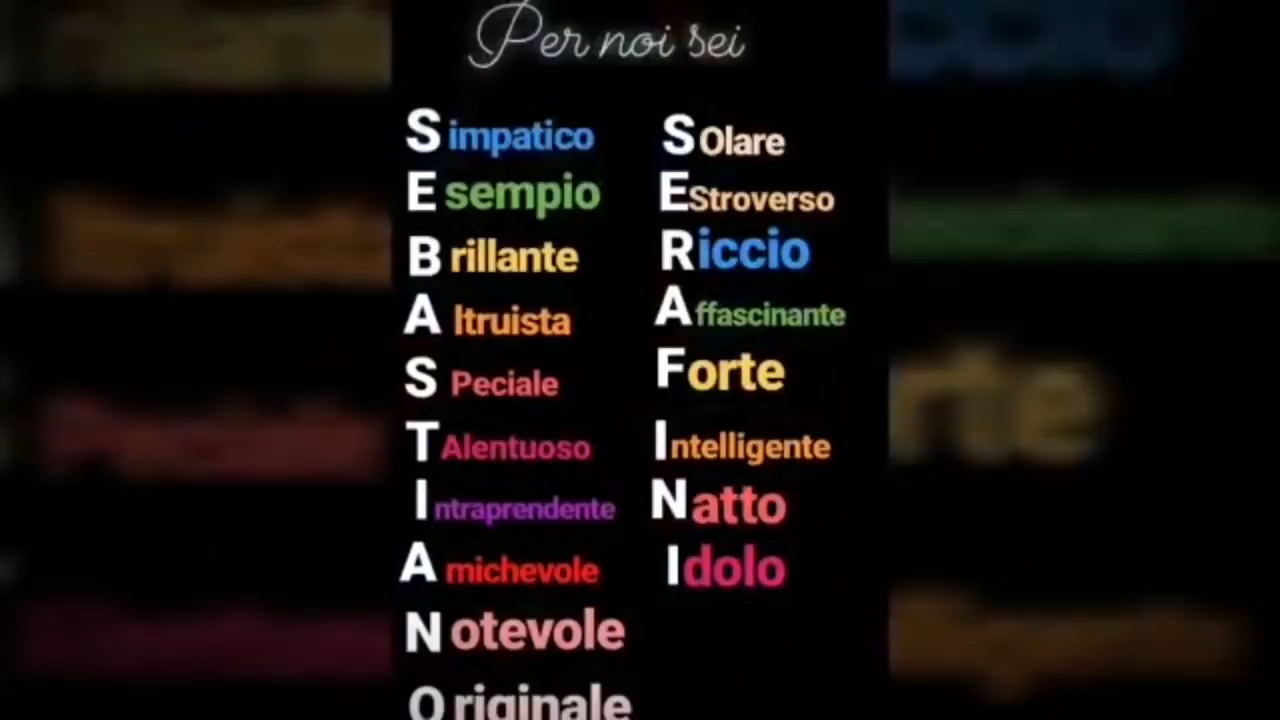 Per noi sei
Simpatico
Esempio
Brillante
Altruista
SPeciale
TAlentuoso
Intraprendente
Amichevole
Notevole
Originale
SOlare
EStroverso
Riccio
Affascinante
Forte
Intelligente
Natto
Idolo